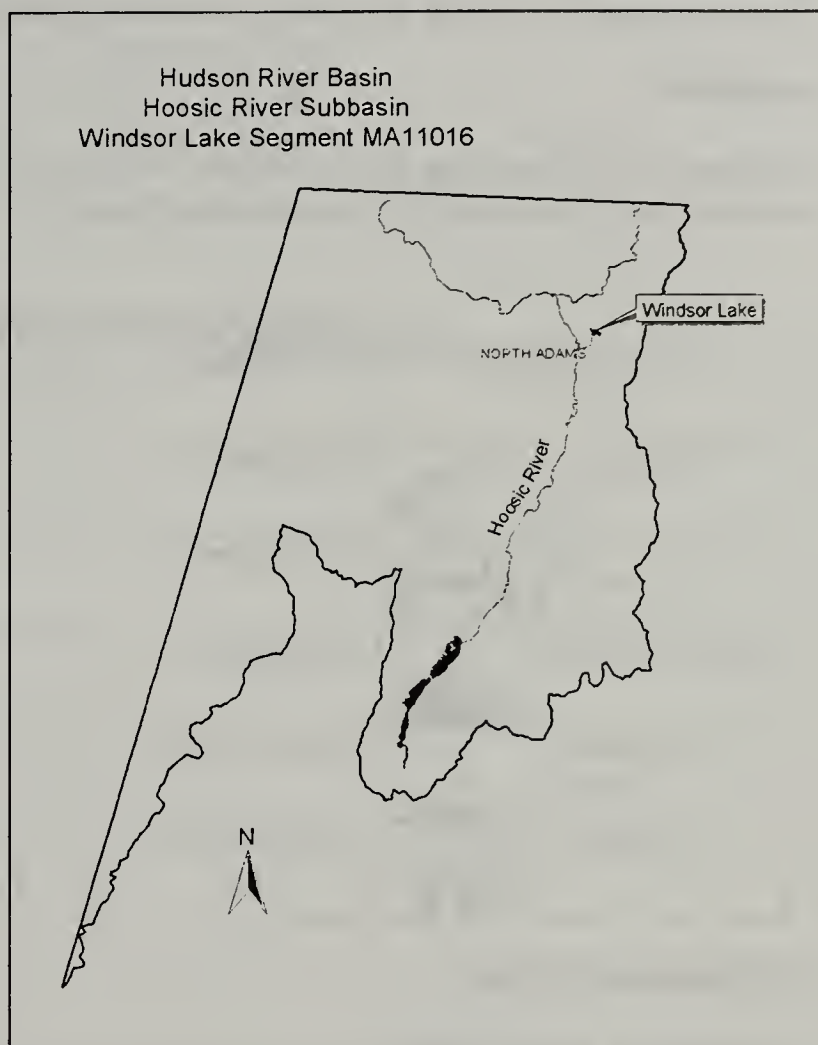 Hudson River Basin
Hoosic River Subbasin
Windsor Lake Segment MA11016
Windsor Lake
NORTH ADAMS
Hoosic River
N